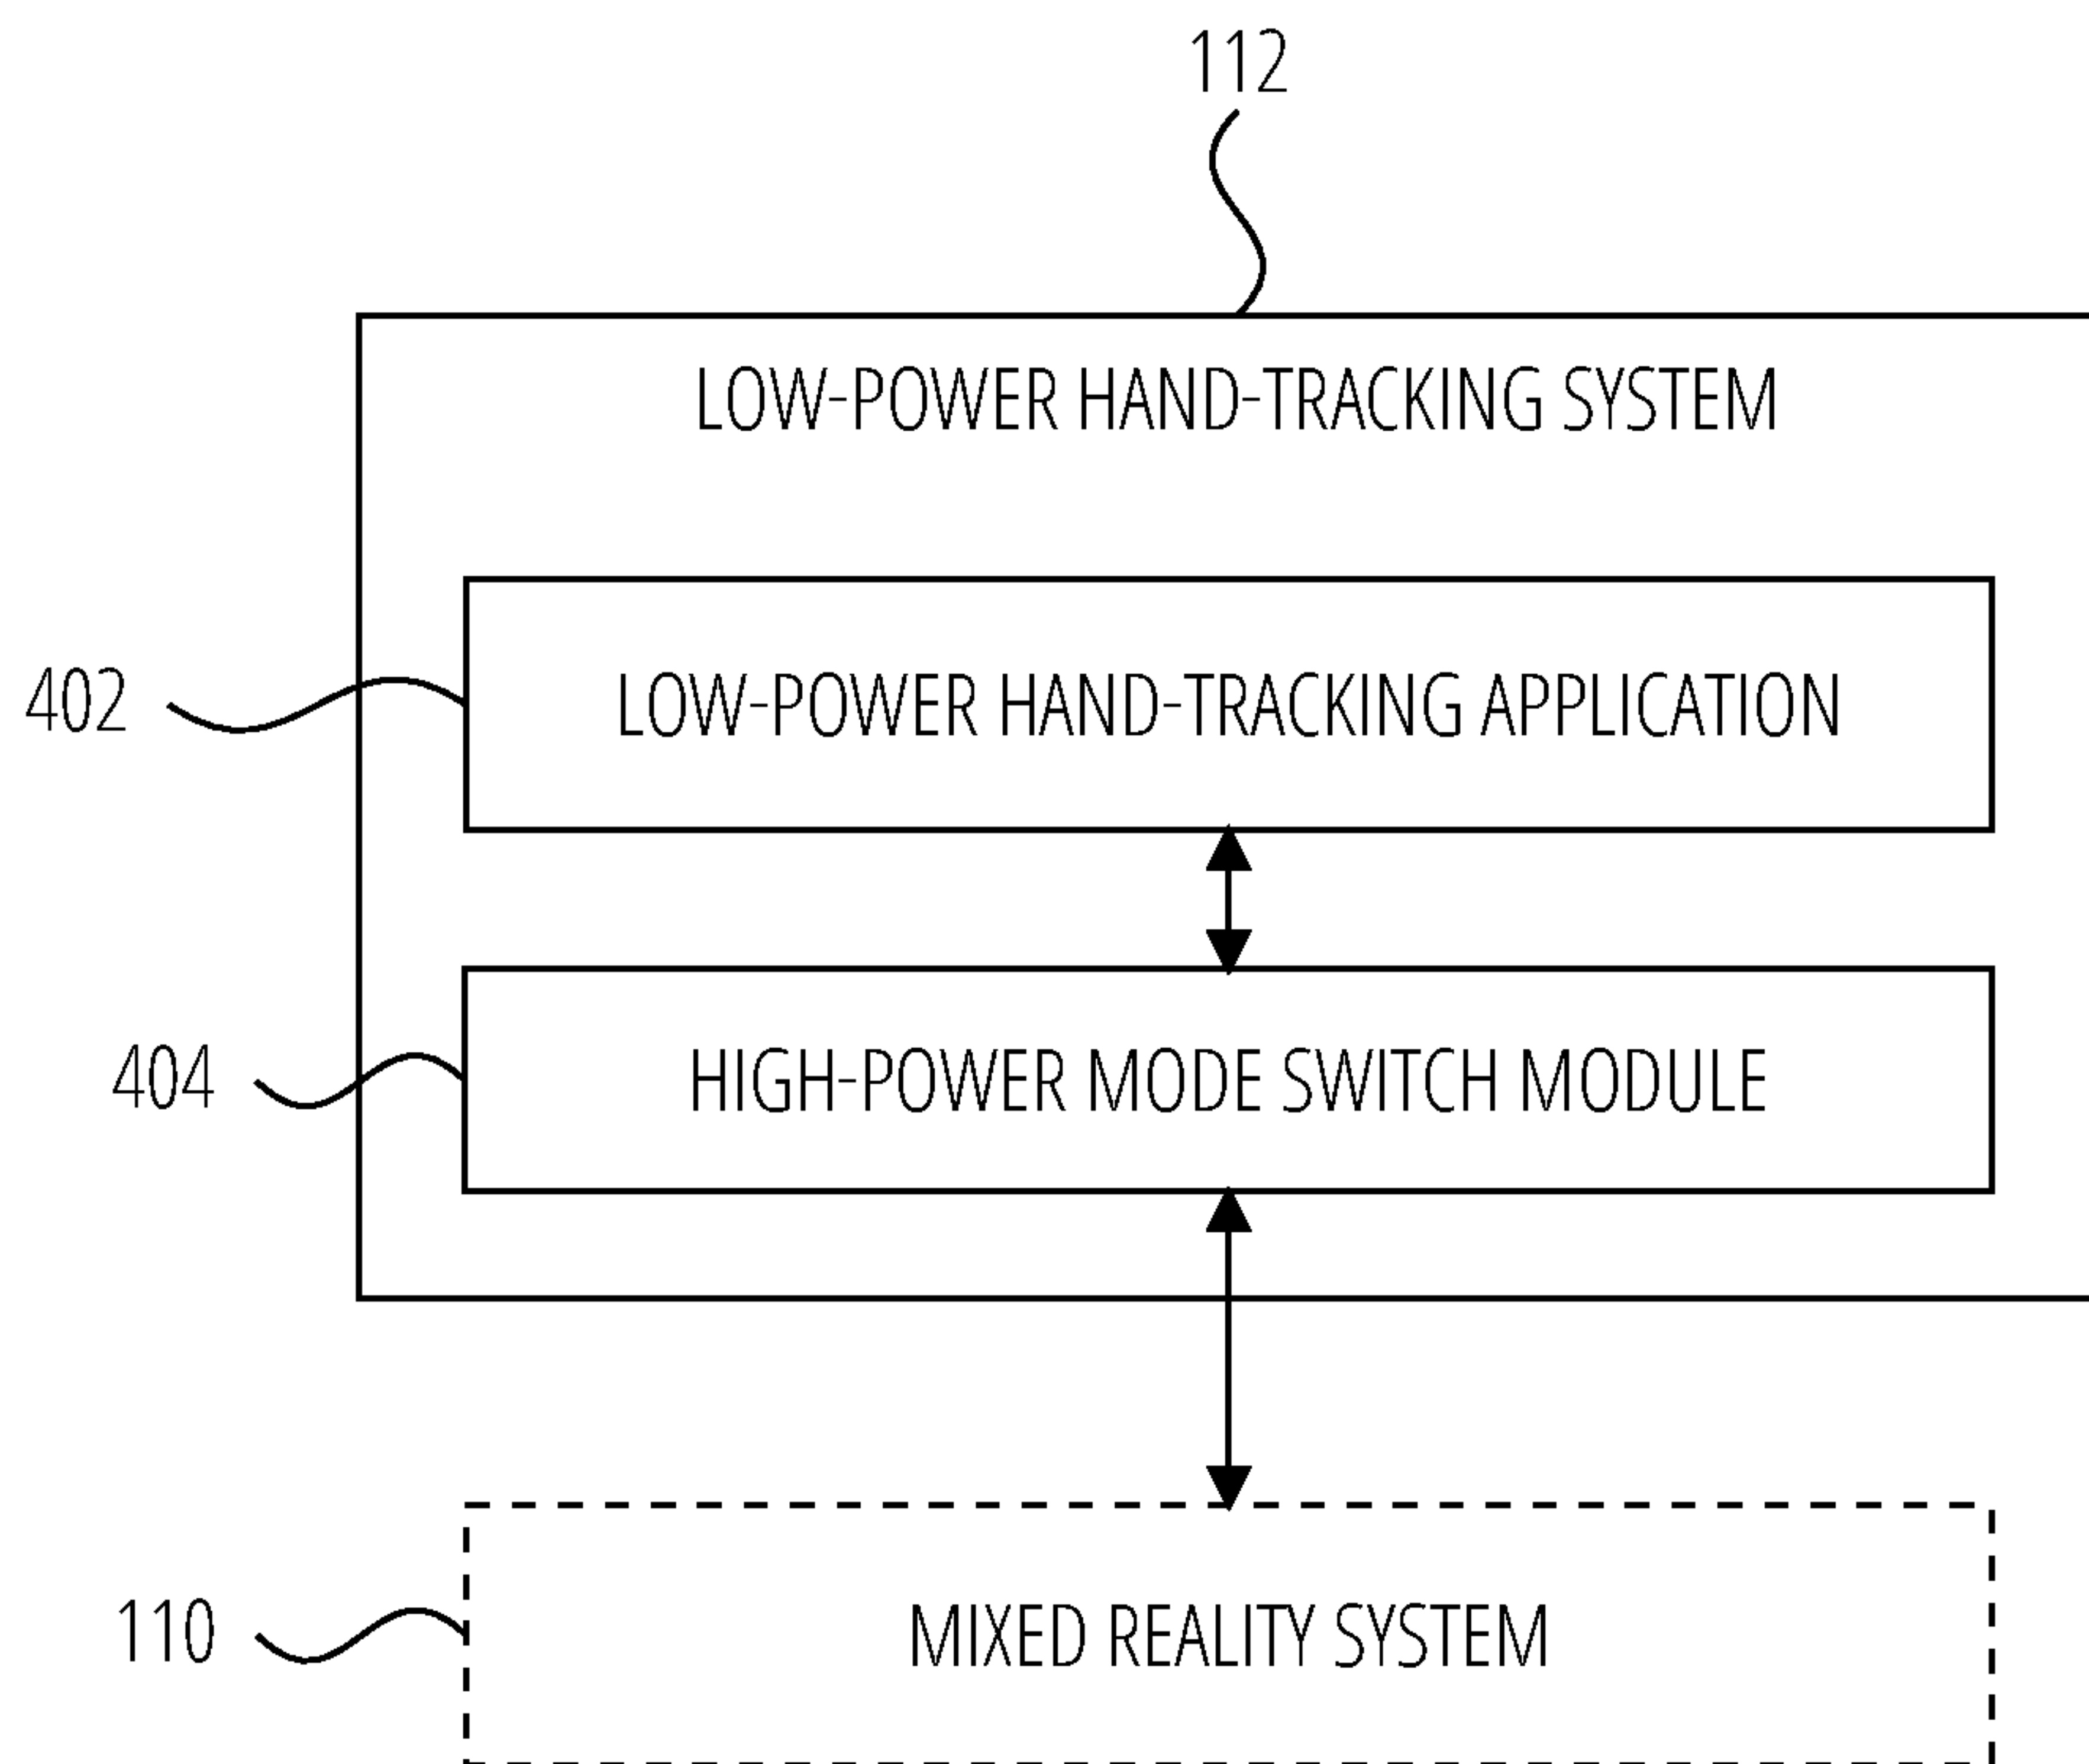 112
LOW-POWER HAND-TRACKING SYSTEM
402
LOW-POWER HAND-TRACKING APPLICATION
404
HIGH-POWER MODE SWITCH MODULE
110
MIXED REALITY SYSTEM